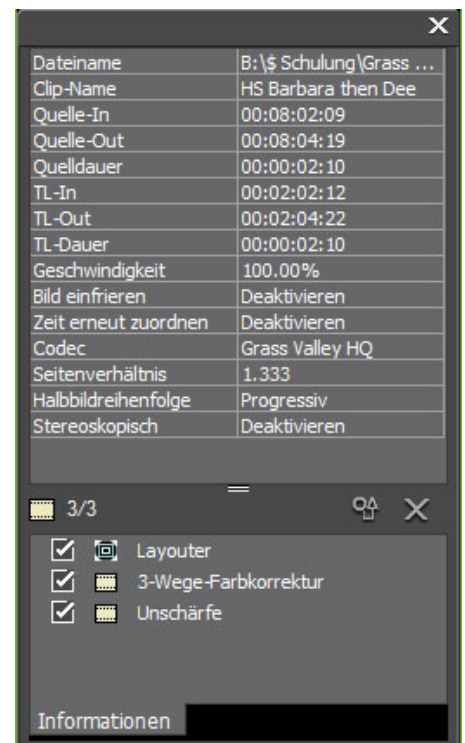 Dateiname B:\$ Schulung\Grass ...
Clip-Name HS Barbara then Dee
Quelle-In 00:08:02:09
Quelle-Out 00:08:04:19
Quelldauer 00:00:02:10
TL-In 00:02:02:12
TL-Out 00:02:04:22
TL-Dauer 00:00:02:10
Geschwindigkeit 100.00%
Bild einfrieren Deaktivieren
Zeit erneut zuordnen Deaktivieren
Codec Grass Valley HQ
Seitenverhältnis 1.333
Halbbildreihenfolge Progressiv
Stereoskopisch Deaktivieren
3/3
Layouter
3-Wege-Farbkorrektur
Unschärfe
Informationen